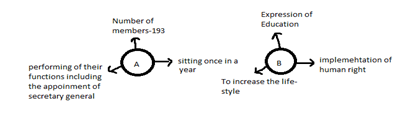 Number of
members-193
performing of their
functions including
the appoinment of
secretary general
A
sitting once in a
year
Expression of
Education
B
implemehtation of
human right
To increase the life-
style